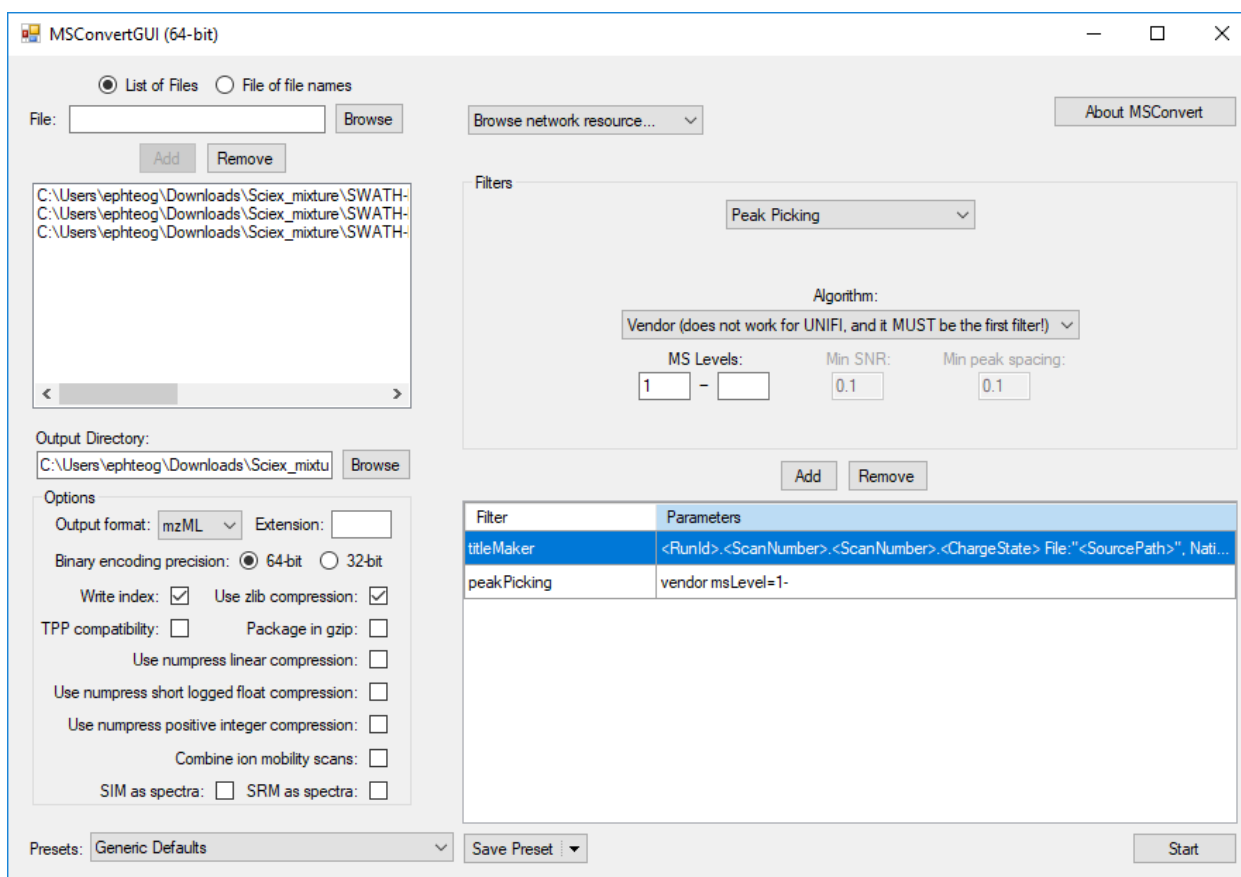 MSConvertGUI (64-bit)
List of Files File of file names
File: Browse
Browse network resource...
About MSConvert
Add Remove
C:\Users\ephteog\Downloads\Sciex_mixture\SWATH-
C:\Users\ephteog\Downloads\Sciex_mixture\SWATH-
C:\Users\ephteog\Downloads\Sciex_mixture\SWATH-
Output Directory:
C:\Users\ephteog\Downloads\Sciex_mixtu Browse
Options
Output format: mzML Extension:
Binary encoding precision: 64-bit 32-bit
Write index: Use zlib compression:
TPP compatibility: Package in gzip:
Use numpress linear compression:
Use numpress short logged float compression:
Use numpress positive integer compression:
Combine ion mobility scans:
SIM as spectra: SRM as spectra:
Filters
Peak Picking
Algorithm:
Vendor (does not work for UNIFI, and it MUST be the first filter!)
MS Levels: Min SNR: Min peak spacing:
1 – 0.1 0.1
Add Remove
Filter Parameters
titleMaker <RunId>.<ScanNumber>.<ScanNumber>.<ChargeState> File:"<SourcePath>", Nati...
peakPicking vendor msLevel=1-
Presets: Generic Defaults Save Preset Start